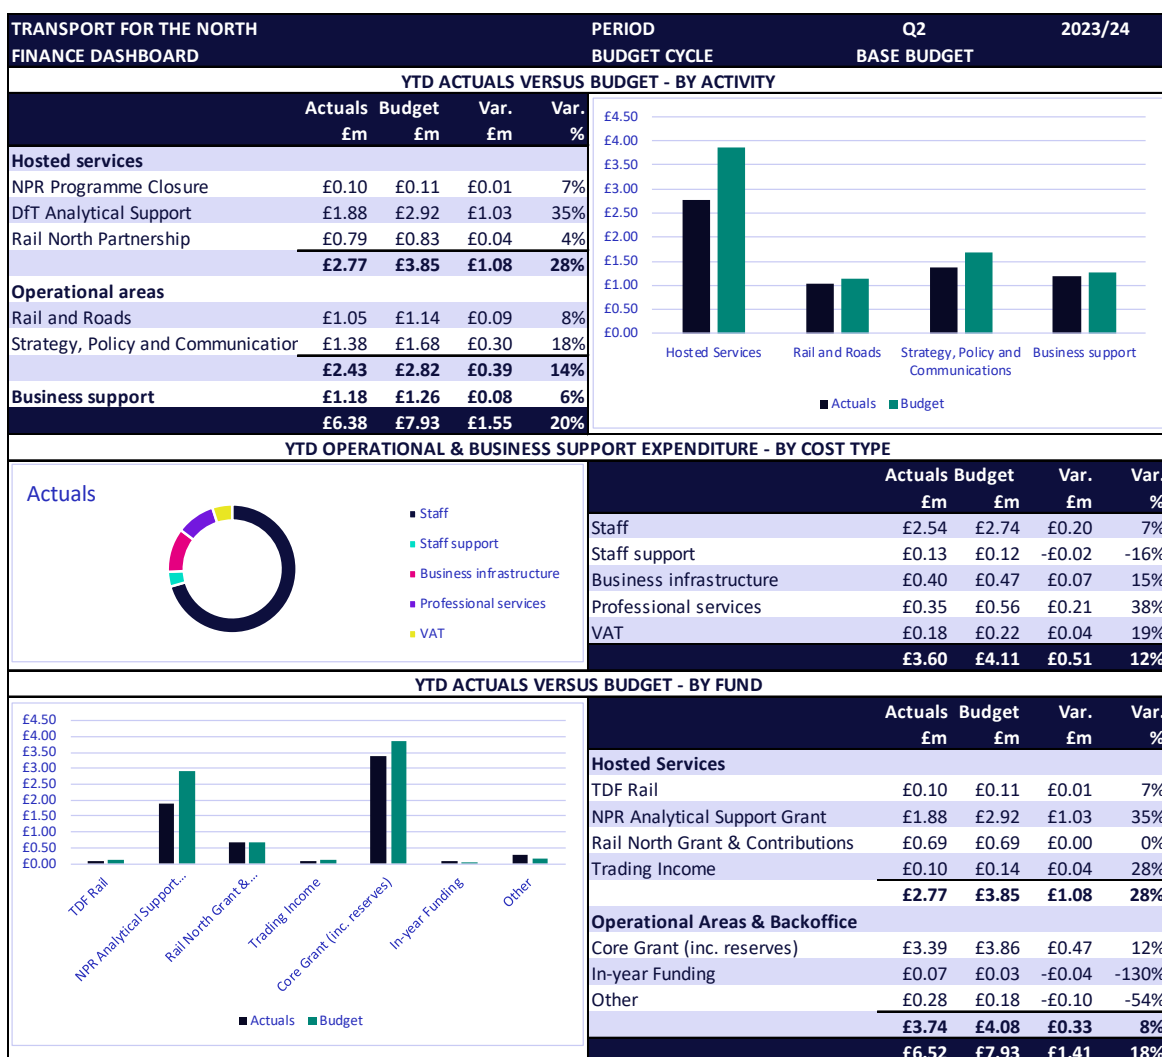 TRANSPORT FOR THE NORTH PERIOD Q2 2023/24
FINANCE DASHBOARD BUDGET CYCLE BASE BUDGET
YTD ACTUALS VERSUS BUDGET - BY ACTIVITY
Actuals Budget Var. Var.
£m £m £m %
Hosted services
NPR Programme Closure £0.10 £0.11 £0.01 7%
DfT Analytical Support £1.88 £2.92 £1.03 35%
Rail North Partnership £0.79 £0.83 £0.04 4%
£2.77 £3.85 £1.08 28%
Operational areas
Rail and Roads £1.05 £1.14 £0.09 8%
Strategy, Policy and Communication £1.38 £1.68 £0.30 18%
£2.43 £2.82 £0.39 14%
Business support £1.18 £1.26 £0.08 6%
£6.38 £7.93 £1.55 20%
£4.50
£4.00
£3.50
£3.00
£2.50
£2.00
£1.50
£1.00
£0.50
£0.00
Hosted Services Rail and Roads Strategy, Policy and Business support
Communications
Actuals Budget
YTD OPERATIONAL & BUSINESS SUPPORT EXPENDITURE - BY COST TYPE
Actuals
Staff
Staff support
Business infrastructure
Professional services
VAT
Actuals Budget Var. Var.
£m £m £m %
Staff £2.54 £2.74 £0.20 7%
Staff support £0.13 £0.12 -£0.02 -16%
Business infrastructure £0.40 £0.47 £0.07 15%
Professional services £0.35 £0.56 £0.21 38%
VAT £0.18 £0.22 £0.04 19%
£3.60 £4.11 £0.51 12%
YTD ACTUALS VERSUS BUDGET - BY FUND
£4.50
£4.00
£3.50
£3.00
£2.50
£2.00
£1.50
£1.00
£0.50
£0.00
TDF Rail
NPR Analytical Support...
Rail North Grant &...
Trading Income
Core Grant (inc. reserves)
In-year Funding
Other
Actuals Budget
Actuals Budget Var. Var.
£m £m £m %
Hosted Services
TDF Rail £0.10 £0.11 £0.01 7%
NPR Analytical Support Grant £1.88 £2.92 £1.03 35%
Rail North Grant & Contributions £0.69 £0.69 £0.00 0%
Trading Income £0.10 £0.14 £0.04 28%
£2.77 £3.85 £1.08 28%
Operational Areas & Backoffice
Core Grant (inc. reserves) £3.39 £3.86 £0.47 12%
In-year Funding £0.07 £0.03 -£0.04 -130%
Other £0.28 £0.18 -£0.10 -54%
£3.74 £4.08 £0.33 8%
£6.52 £7.93 £1.41 18%